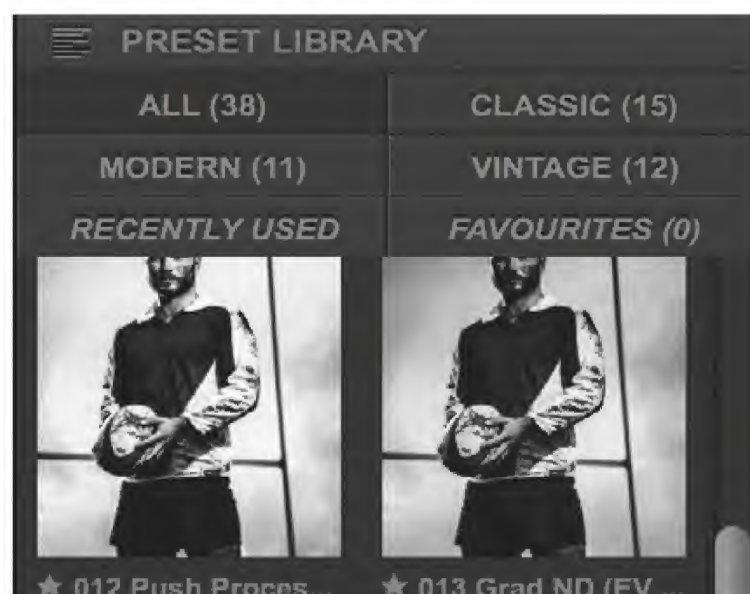 PRESET LIBRARY
ALL (38)
CLASSIC (15)
MODERN (11)
VINTAGE (12)
RECENTLY USED
FAVOURITES (0)
★ 012 Push Proces...
★ 013 Grad ND (EV ...